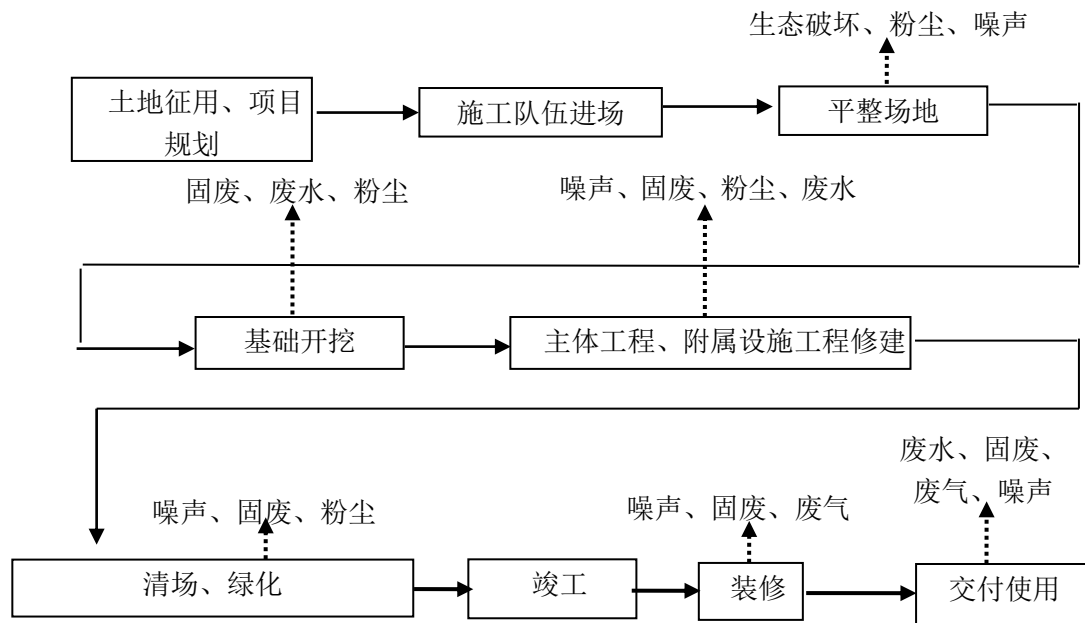 生态破坏、粉尘、噪声
土地征用、项目
规划
施工队伍进场
平整场地
固废、废水、粉尘
噪声、固废、粉尘、废水
基础开挖
主体工程、附属设施工程修建
废水、固废、
废气、噪声
噪声、固废、粉尘
噪声、固废、废气
清场、绿化
竣工
装修
交付使用